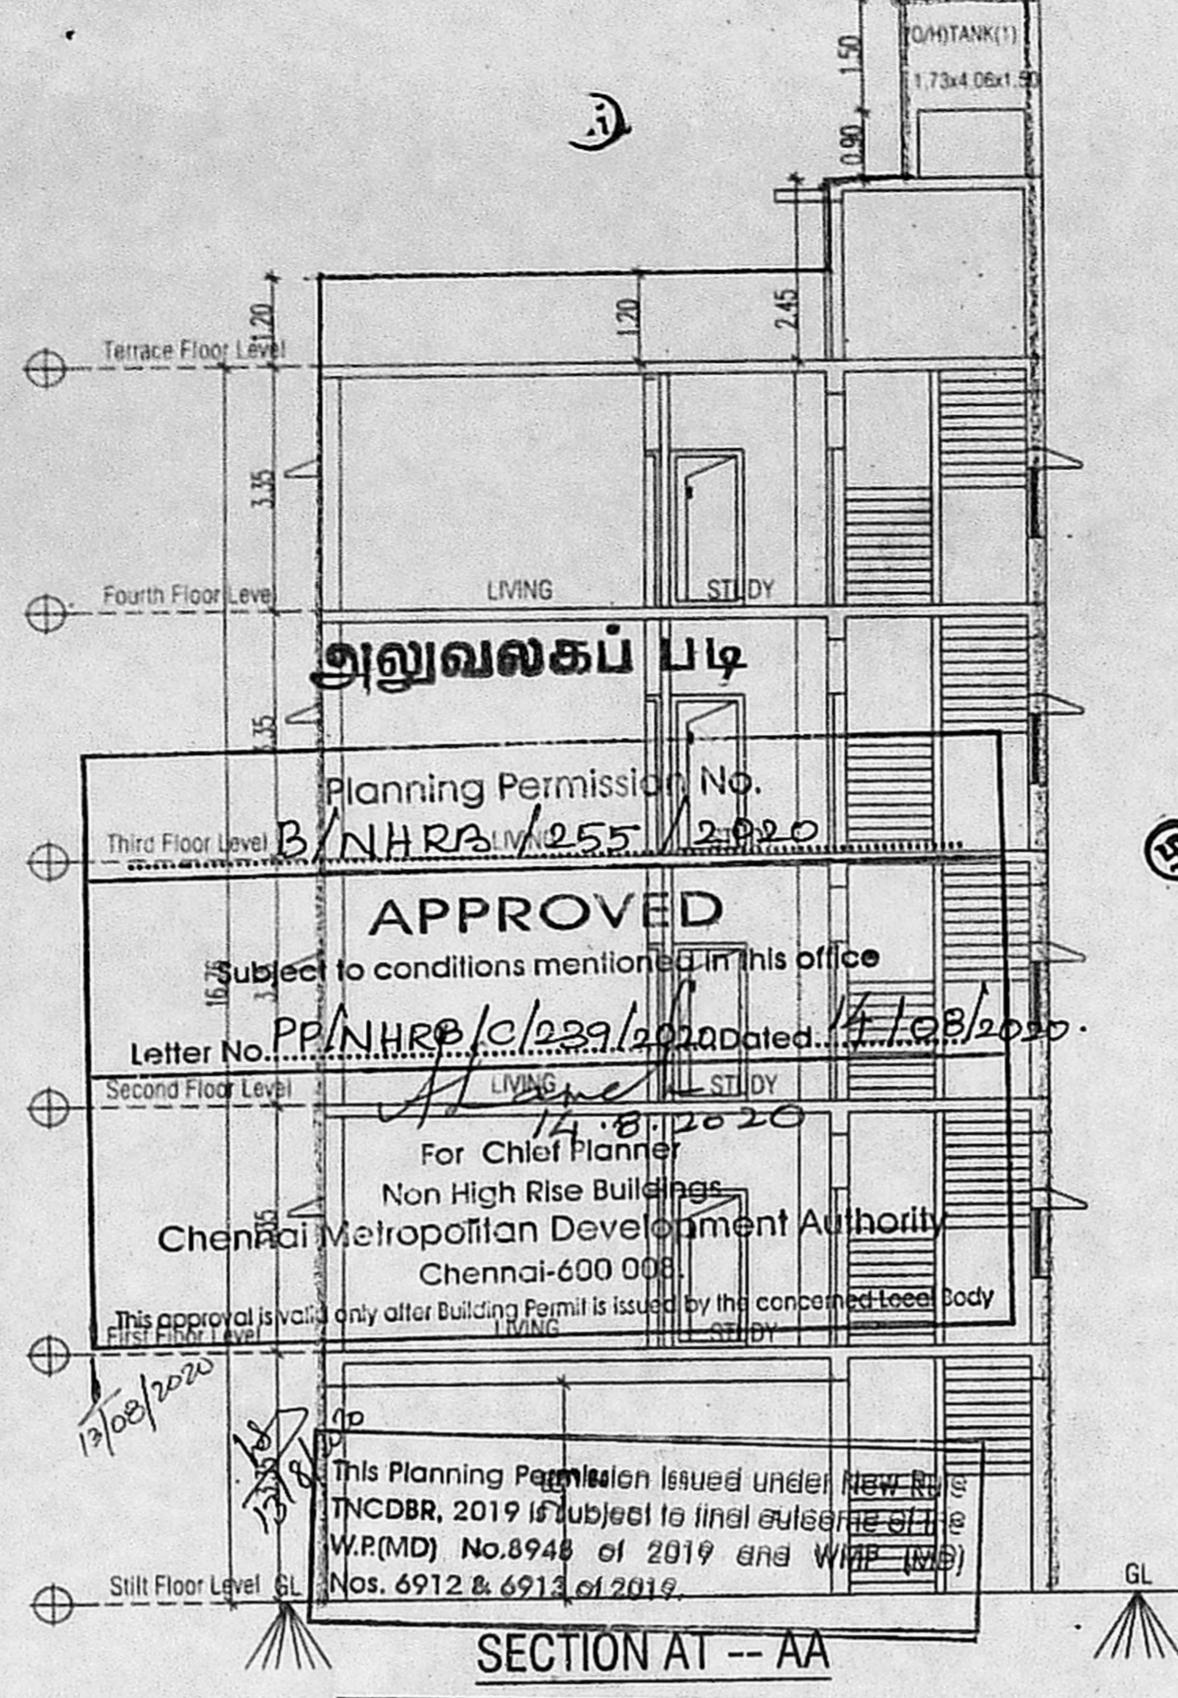 (O/H)TANK(1)
1.73x4.06x1.50
1.50
0.90
i
1.20
1.20
2.45
Terrace Floor Level
3.35
Fourth Floor Level
LIVING
STUDY
அலுவலகப் படி
3.35
Planning Permission No.
B/NHRB/255/2020
Third Floor Level
LIVING
APPROVED
Subject to conditions mentioned in this office
16.75
Letter No. PP/NHRB/C/239/2020 Dated. 14/08/2020.
Second Floor Level
LIVING
STUDY
14.8.2020
For Chief Planner
Non High Rise Buildings
Chennai Metropolitan Development Authority
Chennai-600 008.
This approval is valid only after Building Permit is issued by the concerned Local Body
First Floor Level
LIVING
STUDY
13/08/2020
This Planning Permission issued under New Rule
TNCDBR, 2019 is subject to final outcome of the
W.P.(MD) No.8948 of 2019 and WMP (MD)
Nos. 6912 & 6913 of 2019.
Stilt Floor Level
GL
GL
SECTION AT -- AA